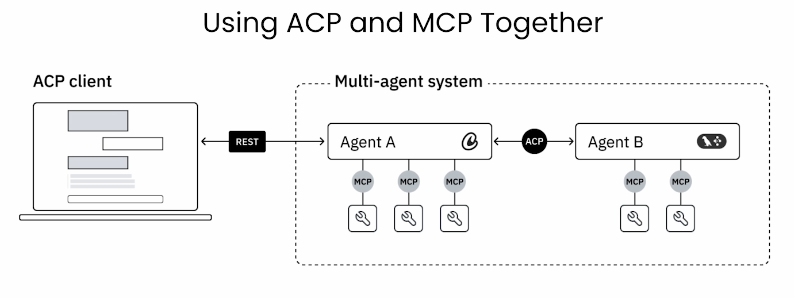 Using ACP and MCP Together
ACP client
Multi-agent system
REST
Agent A
ACP
Agent B
MCP
MCP
MCP
MCP
MCP